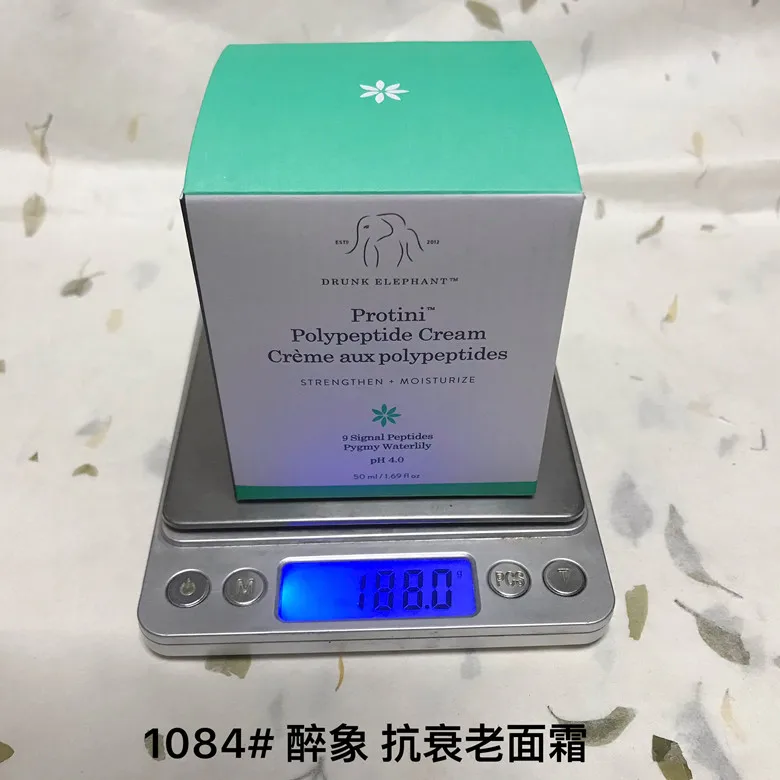 ESTD 2012
DRUNK ELEPHANT™
Protini™
Polypeptide Cream
Crème aux polypeptides
STRENGTHEN + MOISTURIZE
9 Signal Peptides
Pygmy Waterlily
pH 4.0
50 ml / 1.69 fl oz
M 188.0 g PCS T
1084# 醉象 抗衰老面霜